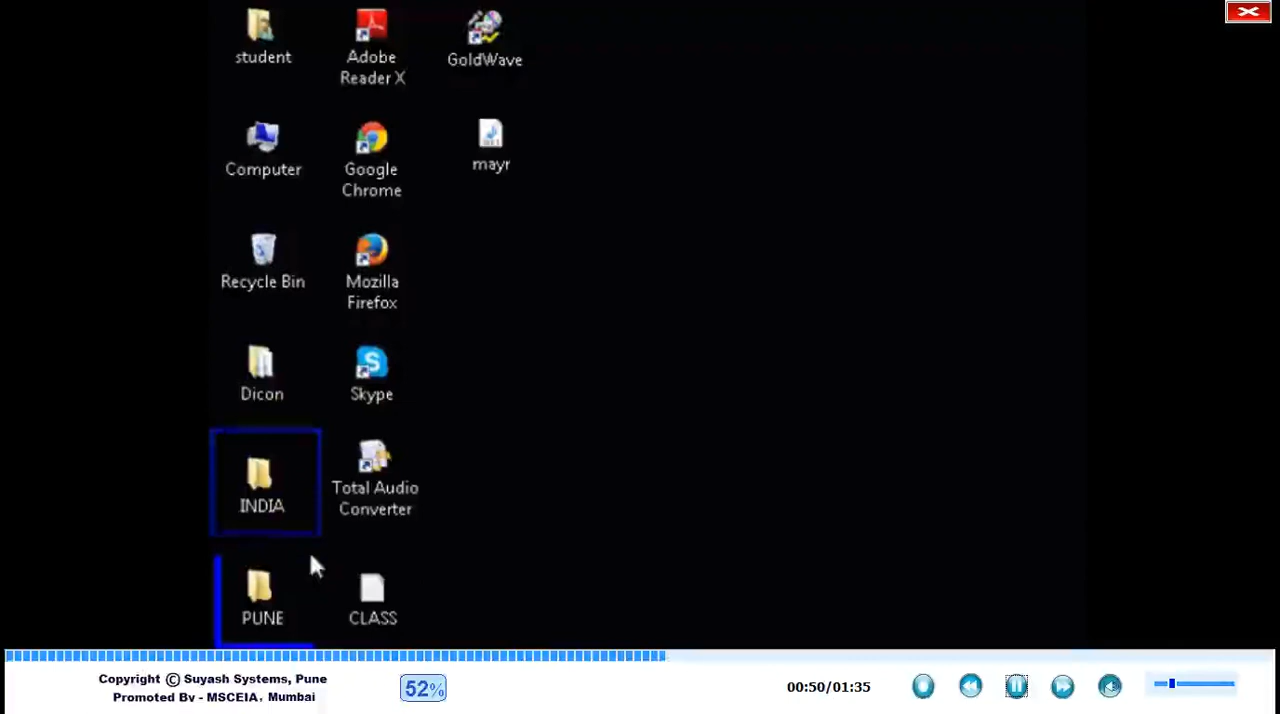 student
Adobe
Reader X
GoldWave
Computer
Google
Chrome
mayr
Recycle Bin
Mozilla
Firefox
Dicon
Skype
INDIA
Total Audio
Converter
PUNE
CLASS
Copyright © Suyash Systems, Pune
Promoted By - MSCEIA, Mumbai
52%
00:50/01:35